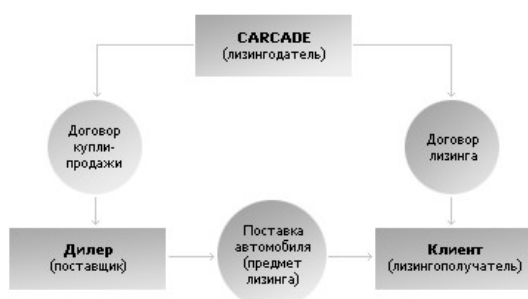 CARCADE
(лизингодатель)
Договор
купли-
продажи
Договор
лизинга
Дилер
(поставщик)
Поставка
автомобиля
(предмет
лизинга)
Клиент
(лизингополучатель)